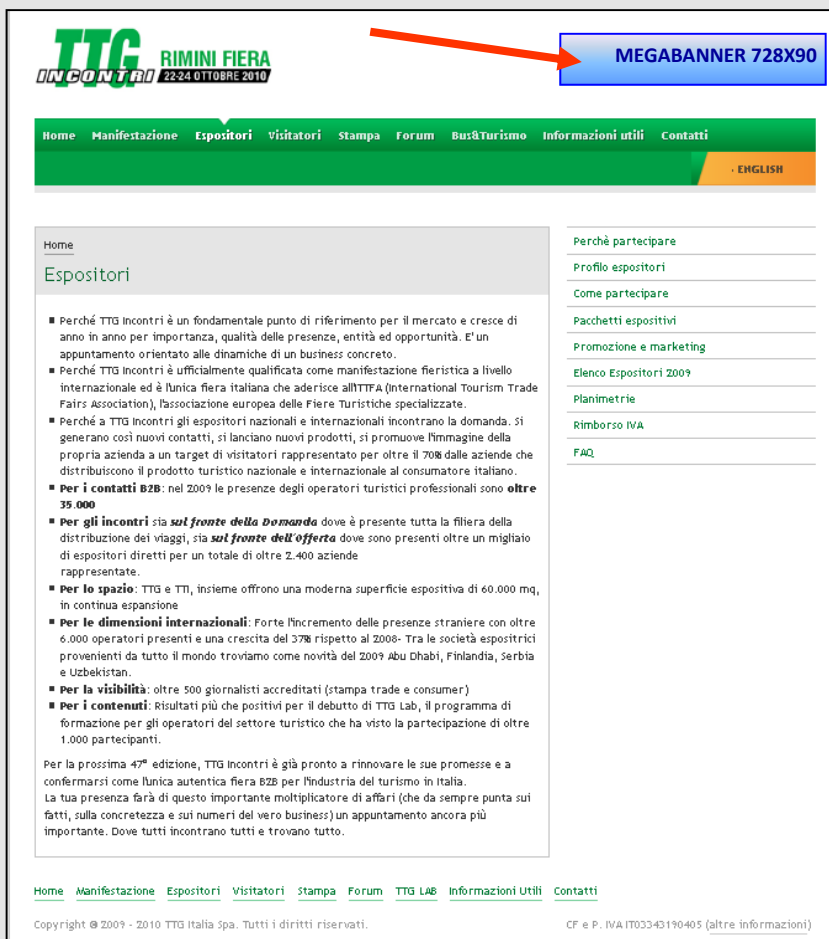 TTG
INCONTRI
RIMINI FIERA
22-24 OTTOBRE 2010
MEGABANNER 728X90
Home Manifestazione Espositori Visitatori Stampa Forum Bus&Turismo Informazioni utili Contatti
› ENGLISH
Home
Espositori
■ Perché TTG Incontri è un fondamentale punto di riferimento per il mercato e cresce di
anno in anno per importanza, qualità delle presenze, entità ed opportunità. E' un
appuntamento orientato alle dinamiche di un business concreto.
■ Perché TTG Incontri è ufficialmente qualificata come manifestazione fieristica a livello
internazionale ed è l'unica fiera italiana che aderisce all'ITTFA (International Tourism Trade
Fairs Association), l'associazione europea delle Fiere Turistiche specializzate.
■ Perché a TTG Incontri gli espositori nazionali e internazionali incontrano la domanda. Si
generano così nuovi contatti, si lanciano nuovi prodotti, si promuove l'immagine della
propria azienda a un target di visitatori rappresentato per oltre il 70% dalle aziende che
distribuiscono il prodotto turistico nazionale e internazionale al consumatore italiano.
■ Per i contatti B2B: nel 2009 le presenze degli operatori turistici professionali sono oltre
35.000
■ Per gli incontri sia sul fronte della Domanda dove è presente tutta la filiera della
distribuzione dei viaggi, sia sul fronte dell'Offerta dove sono presenti oltre un migliaio
di espositori diretti per un totale di oltre 2.400 aziende
rappresentate.
■ Per lo spazio: TTG e TTI, insieme offrono una moderna superficie espositiva di 60.000 mq,
in continua espansione
■ Per le dimensioni internazionali: Forte l'incremento delle presenze straniere con oltre
6.000 operatori presenti e una crescita del 37% rispetto al 2008- Tra le società espositrici
provenienti da tutto il mondo troviamo come novità del 2009 Abu Dhabi, Finlandia, Serbia
e Uzbekistan.
■ Per la visibilità: oltre 500 giornalisti accreditati (stampa trade e consumer)
■ Per i contenuti: Risultati più che positivi per il debutto di TTG Lab, il programma di
formazione per gli operatori del settore turistico che ha visto la partecipazione di oltre
1.000 partecipanti.
Per la prossima 47° edizione, TTG Incontri è già pronto a rinnovare le sue promesse e a
confermarsi come l'unica autentica fiera B2B per l'industria del turismo in Italia.
La tua presenza farà di questo importante moltiplicatore di affari (che da sempre punta sui
fatti, sulla concretezza e sui numeri del vero business) un appuntamento ancora più
importante. Dove tutti incontrano tutti e trovano tutto.
Perchè partecipare
Profilo espositori
Come partecipare
Pacchetti espositivi
Promozione e marketing
Elenco Espositori 2009
Planimetrie
Rimborso IVA
FAQ
Home Manifestazione Espositori Visitatori Stampa Forum TTG LAB Informazioni Utili Contatti
Copyright © 2009 - 2010 TTG Italia Spa. Tutti i diritti riservati. CF e P. IVA IT03343190405 (altre informazioni)